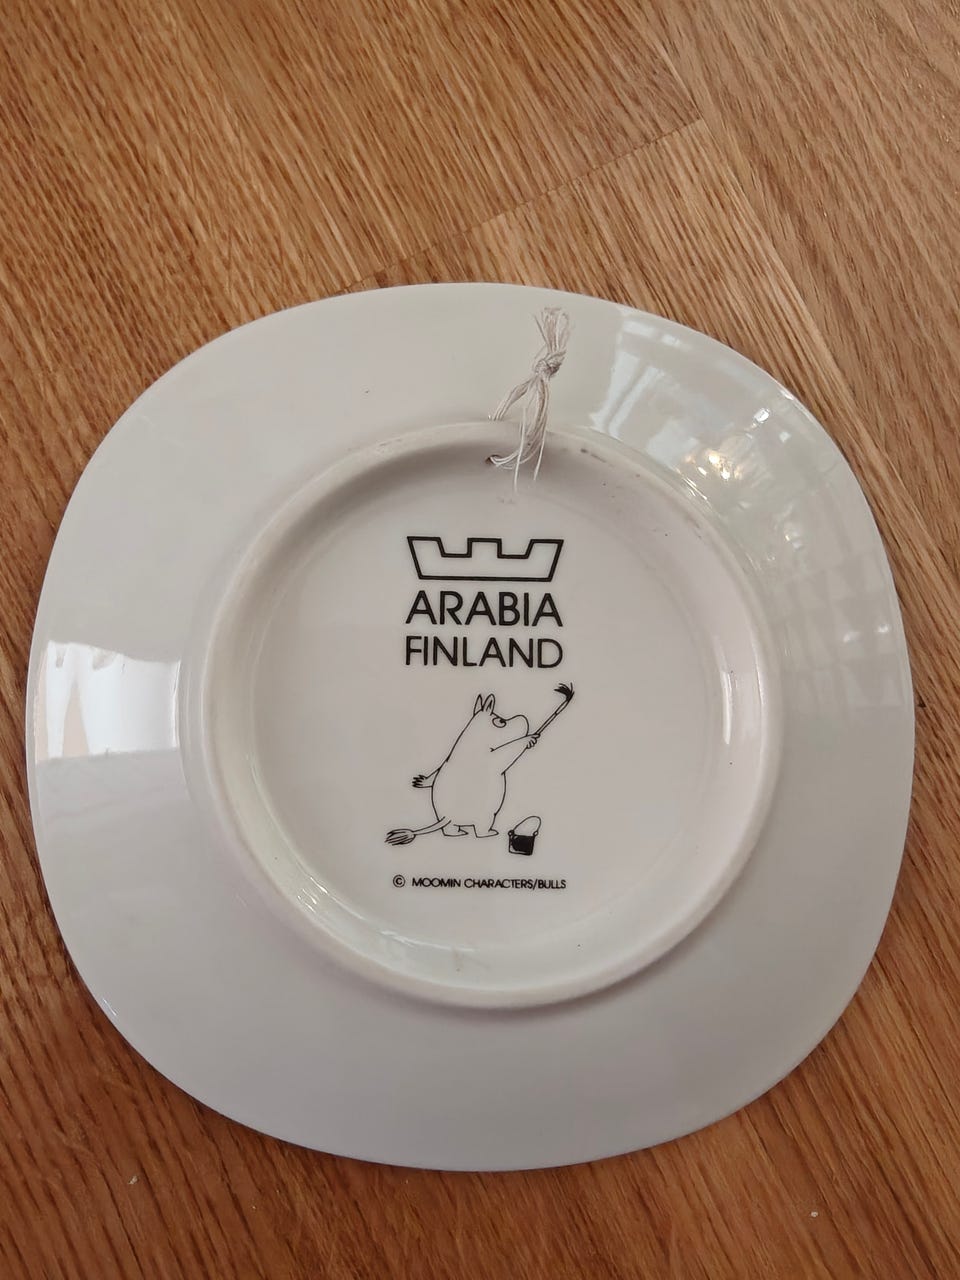 ARABIA
FINLAND
© MOOMIN CHARACTERS/BULLS